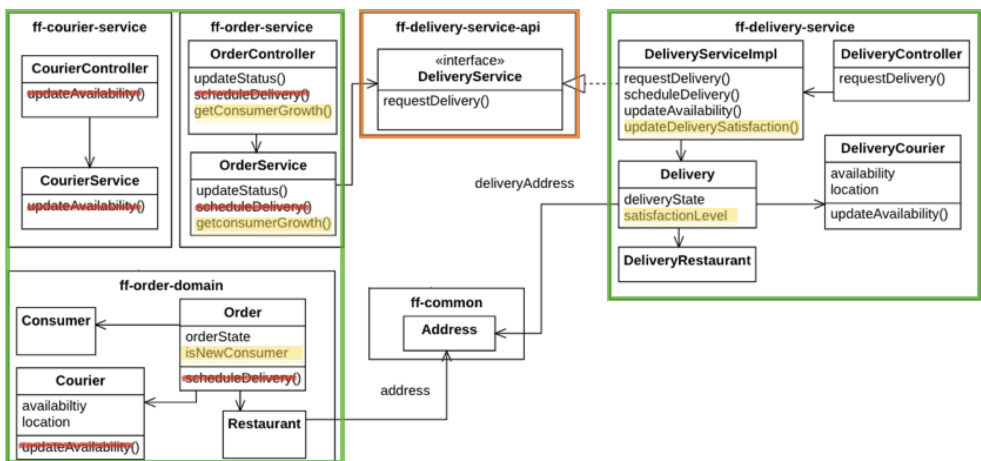 ff-courier-service
CourierController
updateAvailability()
CourierService
updateAvailability()
ff-order-service
OrderController
updateStatus()
scheduleDelivery()
getConsumerGrowth()
OrderService
updateStatus()
scheduleDelivery()
getconsumerGrowth()
ff-delivery-service-api
«interface»
DeliveryService
requestDelivery()
ff-delivery-service
DeliveryServiceImpl
requestDelivery()
scheduleDelivery()
updateAvailability()
updateDeliverySatisfaction()
DeliveryController
requestDelivery()
Delivery
deliveryState
satisfactionLevel
DeliveryCourier
availability
location
updateAvailability()
DeliveryRestaurant
deliveryAddress
ff-order-domain
Consumer
Order
orderState
isNewConsumer
scheduleDelivery()
Courier
availabiltiy
location
updateAvailability()
Restaurant
address
ff-common
Address